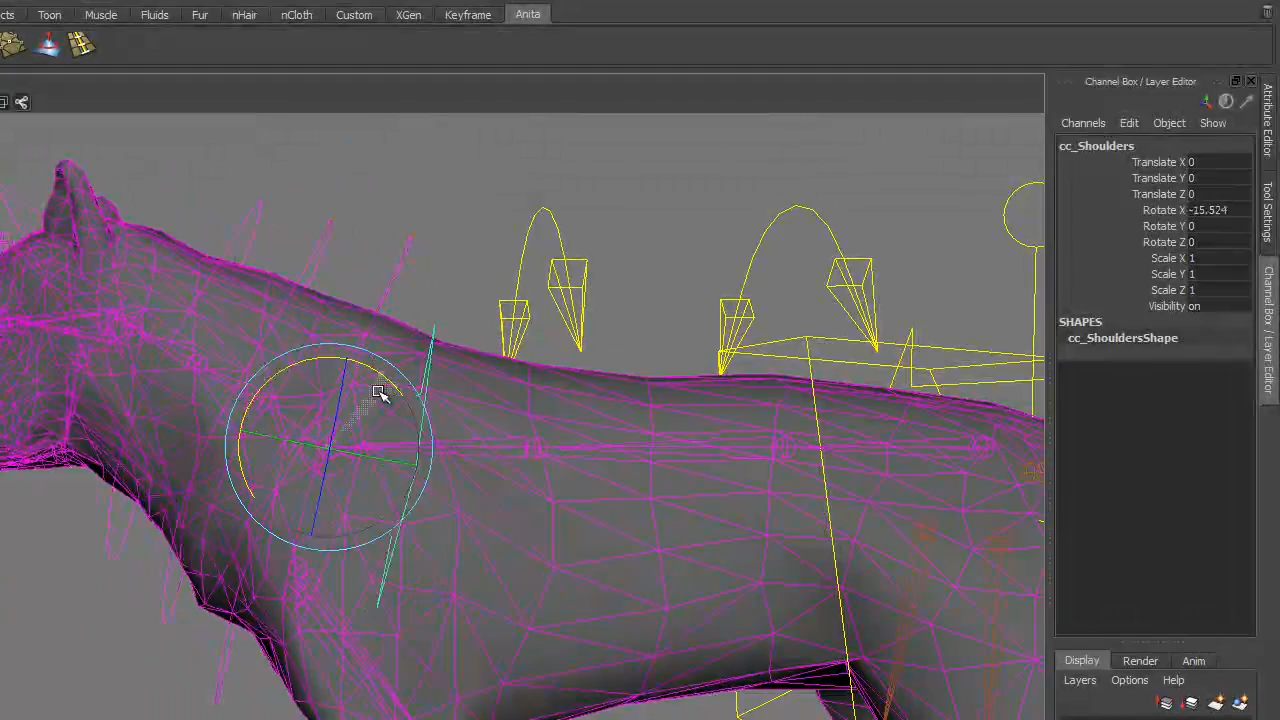 cts Toon Muscle Fluids Fur nHair nCloth Custom XGen Keyframe Anita
Channel Box / Layer Editor
Channels Edit Object Show
cc_Shoulders
Translate X 0
Translate Y 0
Translate Z 0
Rotate X -15.524
Rotate Y 0
Rotate Z 0
Scale X 1
Scale Y 1
Scale Z 1
Visibility on
SHAPES
cc_ShouldersShape
Display Render Anim
Layers Options Help
Attribute Editor
Tool Settings
Channel Box / Layer Editor